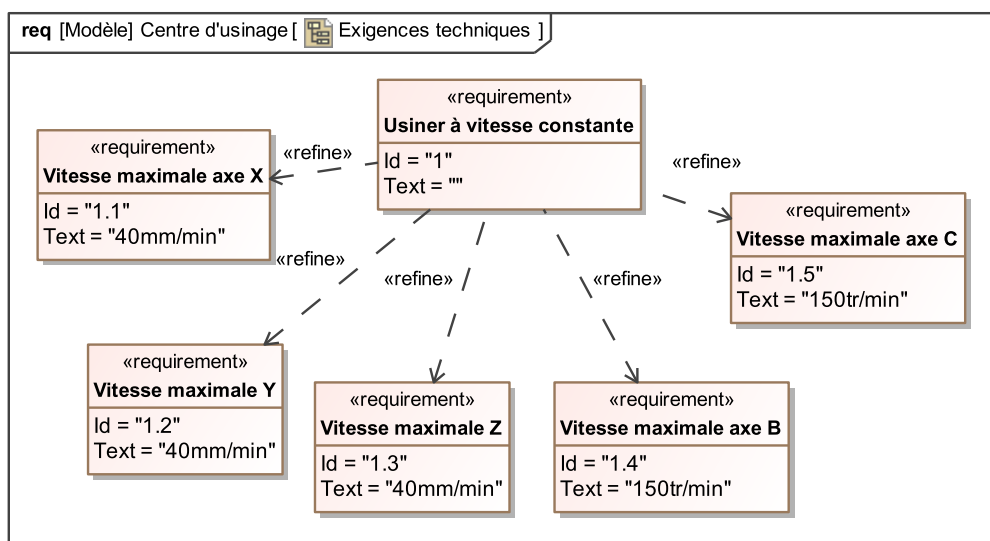 req [Modèle] Centre d'usinage [ Exigences techniques ]
«requirement»
Usiner à vitesse constante
Id = "1"
Text = ""
«refine»
«requirement»
Vitesse maximale axe X
Id = "1.1"
Text = "40mm/min"
«refine»
«requirement»
Vitesse maximale axe C
Id = "1.5"
Text = "150tr/min"
«refine»
«refine»
«refine»
«requirement»
Vitesse maximale Y
Id = "1.2"
Text = "40mm/min"
«requirement»
Vitesse maximale Z
Id = "1.3"
Text = "40mm/min"
«requirement»
Vitesse maximale axe B
Id = "1.4"
Text = "150tr/min"